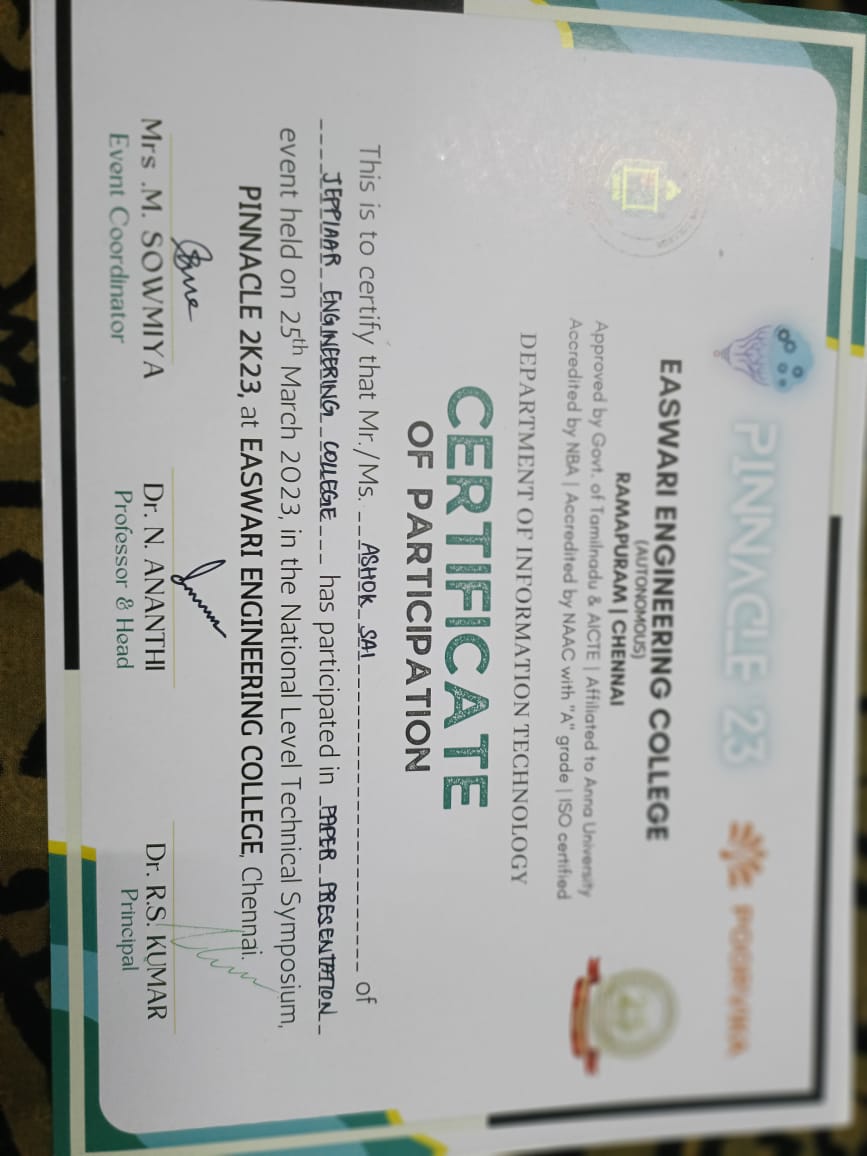 PINNACLE '23
POORVIKA
EASWARI ENGINEERING COLLEGE
(AUTONOMOUS)
RAMAPURAM | CHENNAI
Approved by Govt. of Tamilnadu & AICTE | Affiliated to Anna University
Accredited by NBA | Accredited by NAAC with "A" grade | ISO certified
DEPARTMENT OF INFORMATION TECHNOLOGY
CERTIFICATE
OF PARTICIPATION
This is to certify that Mr./Ms. ASHOK SAI of
JEPPIAAR ENGINEERING COLLEGE has participated in PAPER PRESENTATION
event held on 25th March 2023, in the National Level Technical Symposium,
PINNACLE 2K23, at EASWARI ENGINEERING COLLEGE, Chennai.
Mrs .M. SOWMIYA
Event Coordinator
Dr. N. ANANTHI
Professor & Head
Dr. R.S. KUMAR
Principal